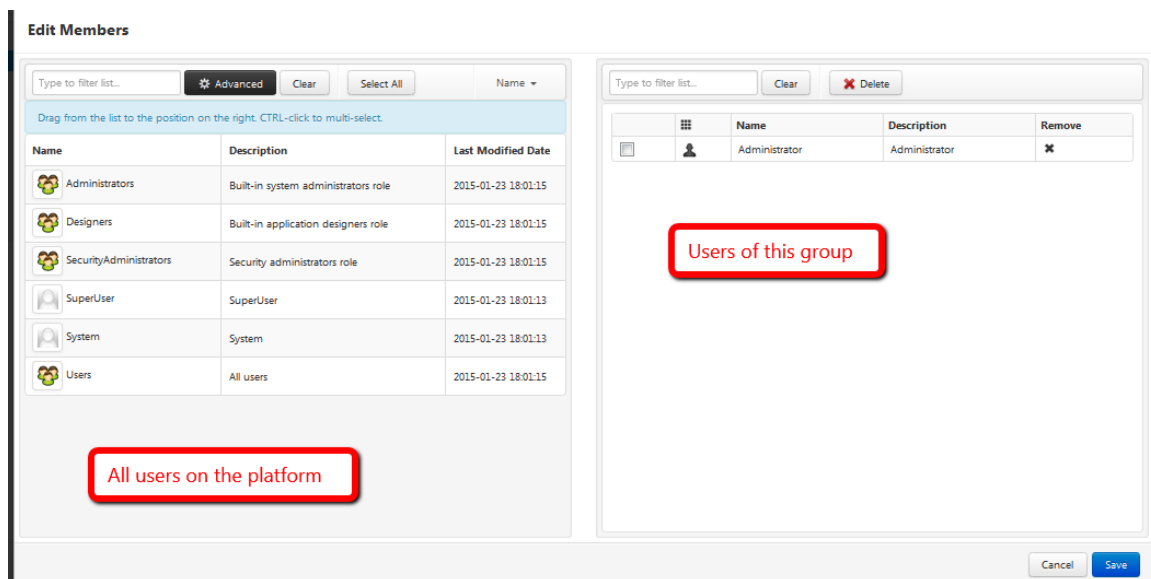 Edit Members
Type to filter list... Advanced Clear Select All Name
Drag from the list to the position on the right. CTRL-click to multi-select.
Name Description Last Modified Date
Administrators Built-in system administrators role 2015-01-23 18:01:15
Designers Built-in application designers role 2015-01-23 18:01:15
SecurityAdministrators Security administrators role 2015-01-23 18:01:15
SuperUser SuperUser 2015-01-23 18:01:13
System System 2015-01-23 18:01:13
Users All users 2015-01-23 18:01:15
All users on the platform
Type to filter list... Clear Delete
Name Description Remove
Administrator Administrator
Users of this group
Cancel Save